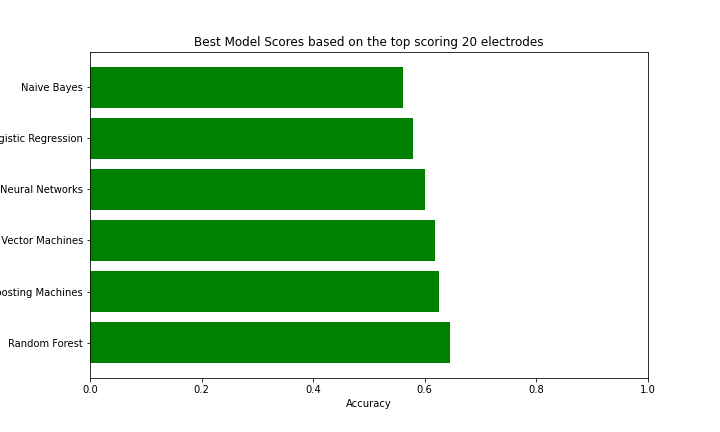 Best Model Scores based on the top scoring 20 electrodes
Naive Bayes
gistic Regression
Neural Networks
Vector Machines
osting Machines
Random Forest
0.0 0.2 0.4 0.6 0.8 1.0
Accuracy